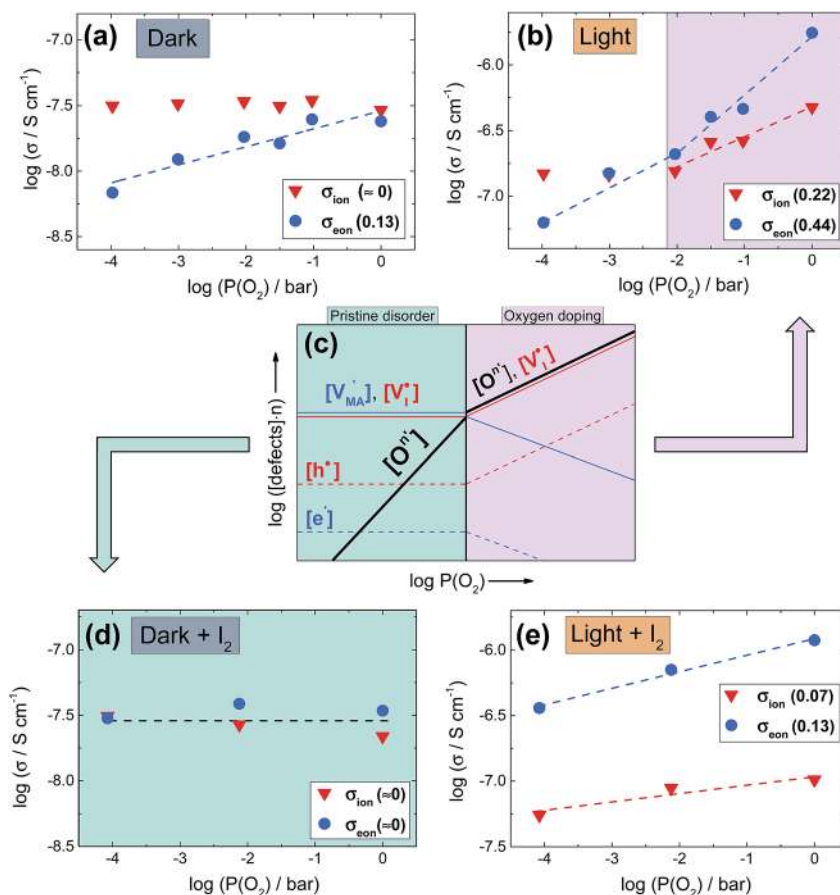 (a) Dark
log (σ / S cm⁻¹)
-7.0
-7.5
-8.0
-8.5
σion (≈ 0)
σeon (0.13)
-4 -3 -2 -1 0
log (P(O₂) / bar)
(b) Light
log (σ / S cm⁻¹)
-6.0
-6.5
-7.0
σion (0.22)
σeon (0.44)
-4 -3 -2 -1 0
log (P(O₂) / bar)
Pristine disorder Oxygen doping
(c)
log ([defects]·n)
[V'MA], [V•I]
[Oⁿ'], [V•I]
[Oⁿ']
[h•]
[e']
log P(O₂)
(d) Dark + I₂
log (σ / S cm⁻¹)
-7.0
-7.5
-8.0
-8.5
σion (≈0)
σeon (≈0)
-4 -3 -2 -1 0
log (P(O₂) / bar)
(e) Light + I₂
log (σ / S cm⁻¹)
-6.0
-6.5
-7.0
-7.5
σion (0.07)
σeon (0.13)
-4 -3 -2 -1 0
log (P(O₂) / bar)